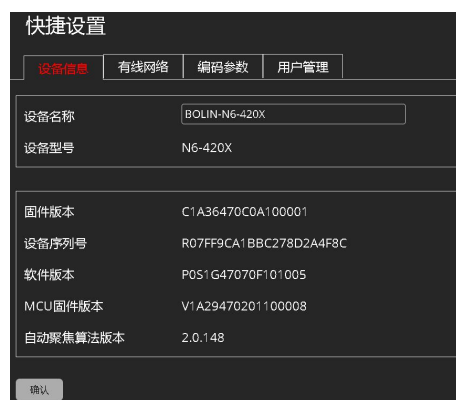 快捷设置
设备信息 有线网络 编码参数 用户管理
设备名称 BOLIN-N6-420X
设备型号 N6-420X
固件版本 C1A36470C0A100001
设备序列号 R07FF9CA1BBC278D2A4F8C
软件版本 P0S1G47070F101005
MCU固件版本 V1A29470201100008
自动聚焦算法版本 2.0.148
确认